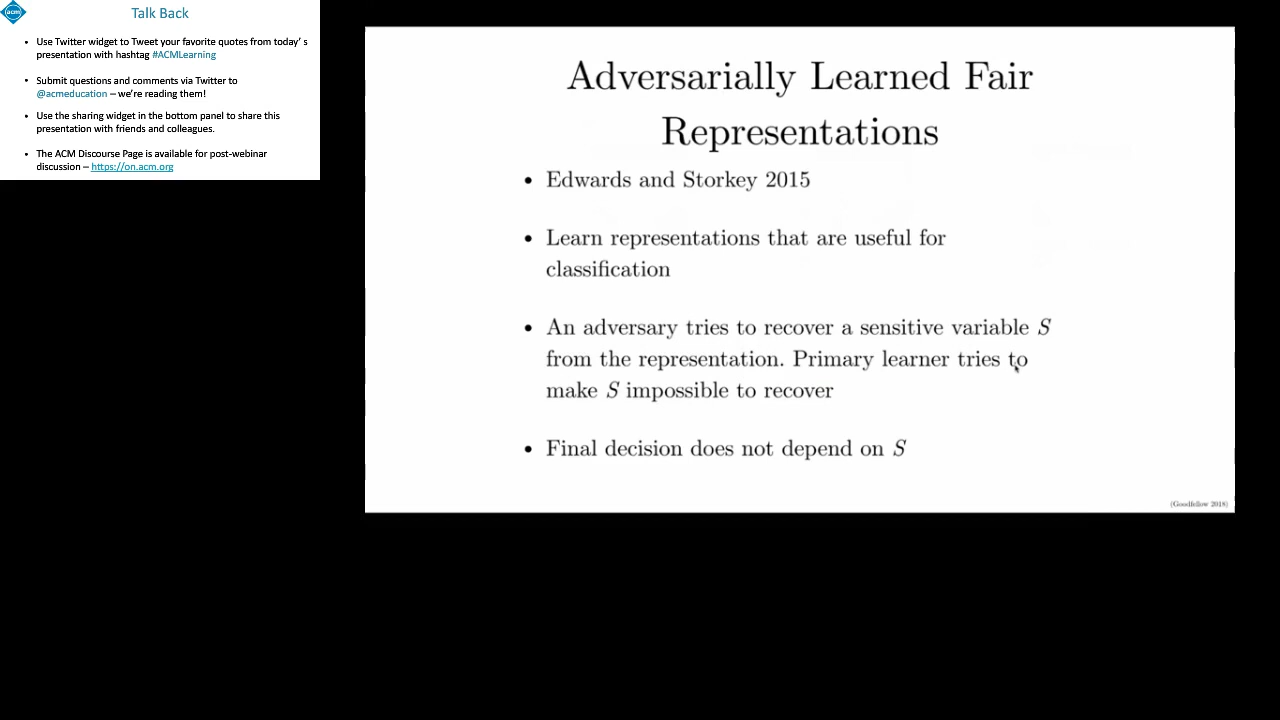 acm
Talk Back
• Use Twitter widget to Tweet your favorite quotes from today's
presentation with hashtag #ACMLearning
• Submit questions and comments via Twitter to
@acmeducation – we're reading them!
• Use the sharing widget in the bottom panel to share this
presentation with friends and colleagues.
• The ACM Discourse Page is available for post-webinar
discussion – https://on.acm.org
Adversarially Learned Fair
Representations
• Edwards and Storkey 2015
• Learn representations that are useful for
classification
• An adversary tries to recover a sensitive variable S
from the representation. Primary learner tries to
make S impossible to recover
• Final decision does not depend on S
(Goodfellow 2018)